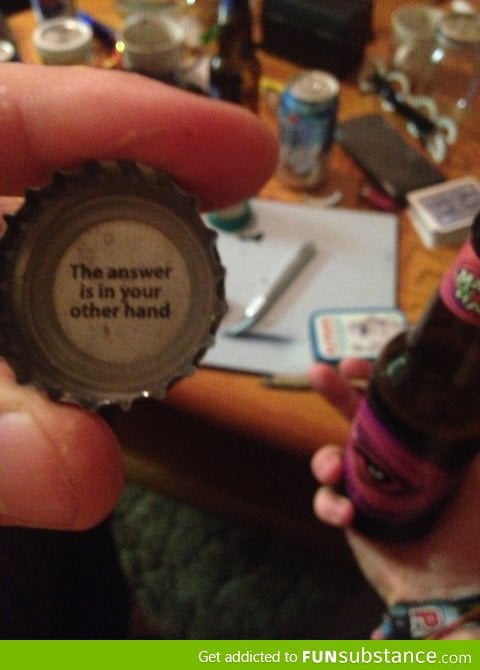 The answer
is in your
other hand
Get addicted to FUNsubstance.com